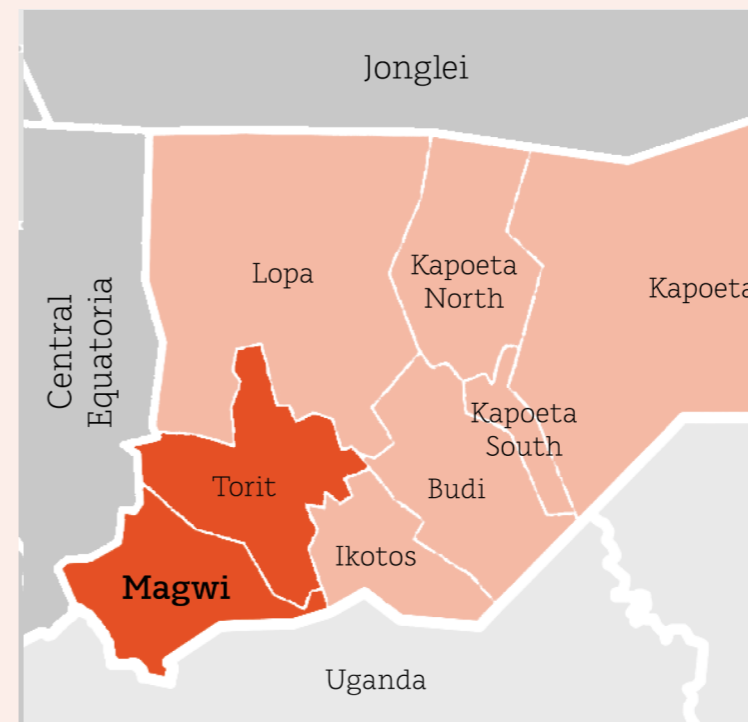 Jonglei
Central
Equatoria
Lopa
Kapoeta
North
Kapoeta
Kapoeta
South
Torit
Budi
Ikotos
Magwi
Uganda